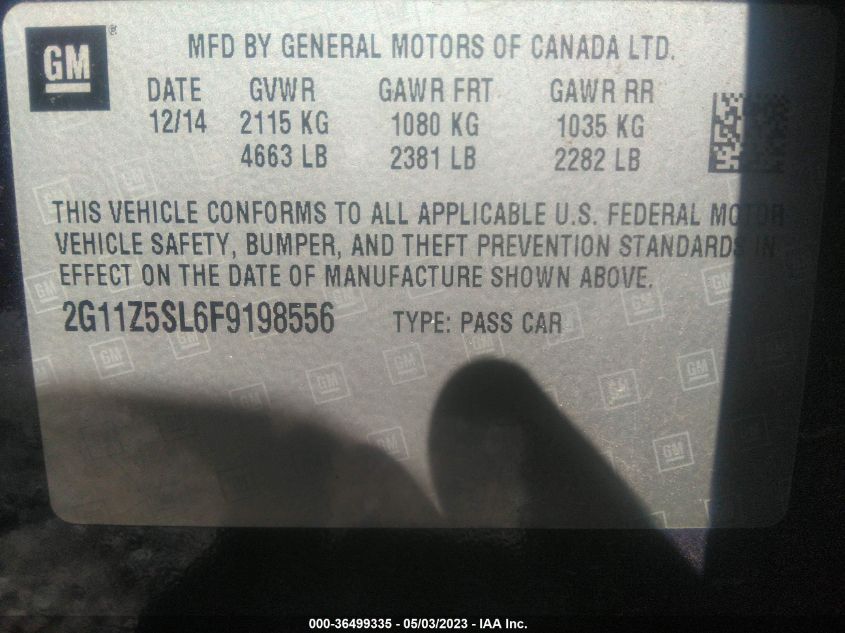 GM ®
MFD BY GENERAL MOTORS OF CANADA LTD.
DATE GVWR GAWR FRT GAWR RR
12/14 2115 KG 1080 KG 1035 KG
4663 LB 2381 LB 2282 LB
THIS VEHICLE CONFORMS TO ALL APPLICABLE U.S. FEDERAL MOTOR
VEHICLE SAFETY, BUMPER, AND THEFT PREVENTION STANDARDS IN
EFFECT ON THE DATE OF MANUFACTURE SHOWN ABOVE.
2G11Z5SL6F9198556 TYPE: PASS CAR
000-36499335 - 05/03/2023 - IAA Inc.